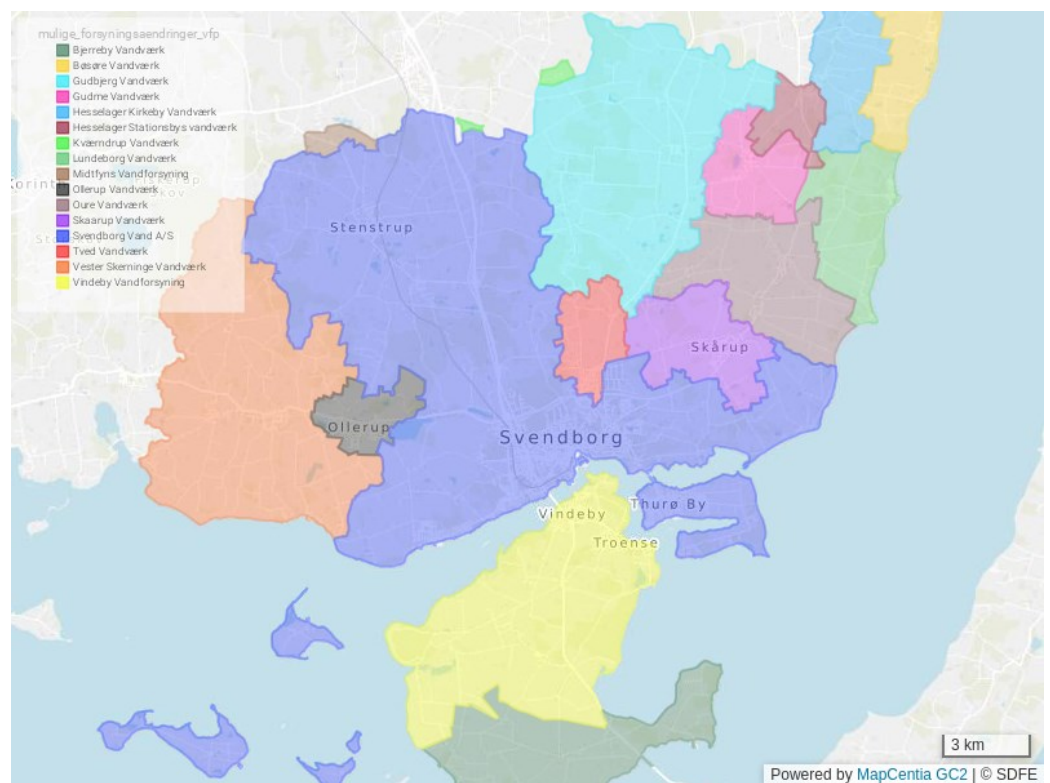 mulige_forsyningsaendringer_vfp
Bjerreby Vandværk
Bøsøre Vandværk
Gudbjerg Vandværk
Gudme Vandværk
Hesselager Kirkeby Vandværk
Hesselager Stationsbys vandværk
Kværndrup Vandværk
Lundeborg Vandværk
Midtfyns Vandforsyning
Ollerup Vandværk
Oure Vandværk
Skaarup Vandværk
Svendborg Vand A/S
Tved Vandværk
Vester Skerninge Vandværk
Vindeby Vandforsyning
Korinth
Stenstrup
Skårup
Ollerup
Svendborg
Thurø By
Vindeby
Troense
3 km
Powered by MapCentia GC2 | © SDFE